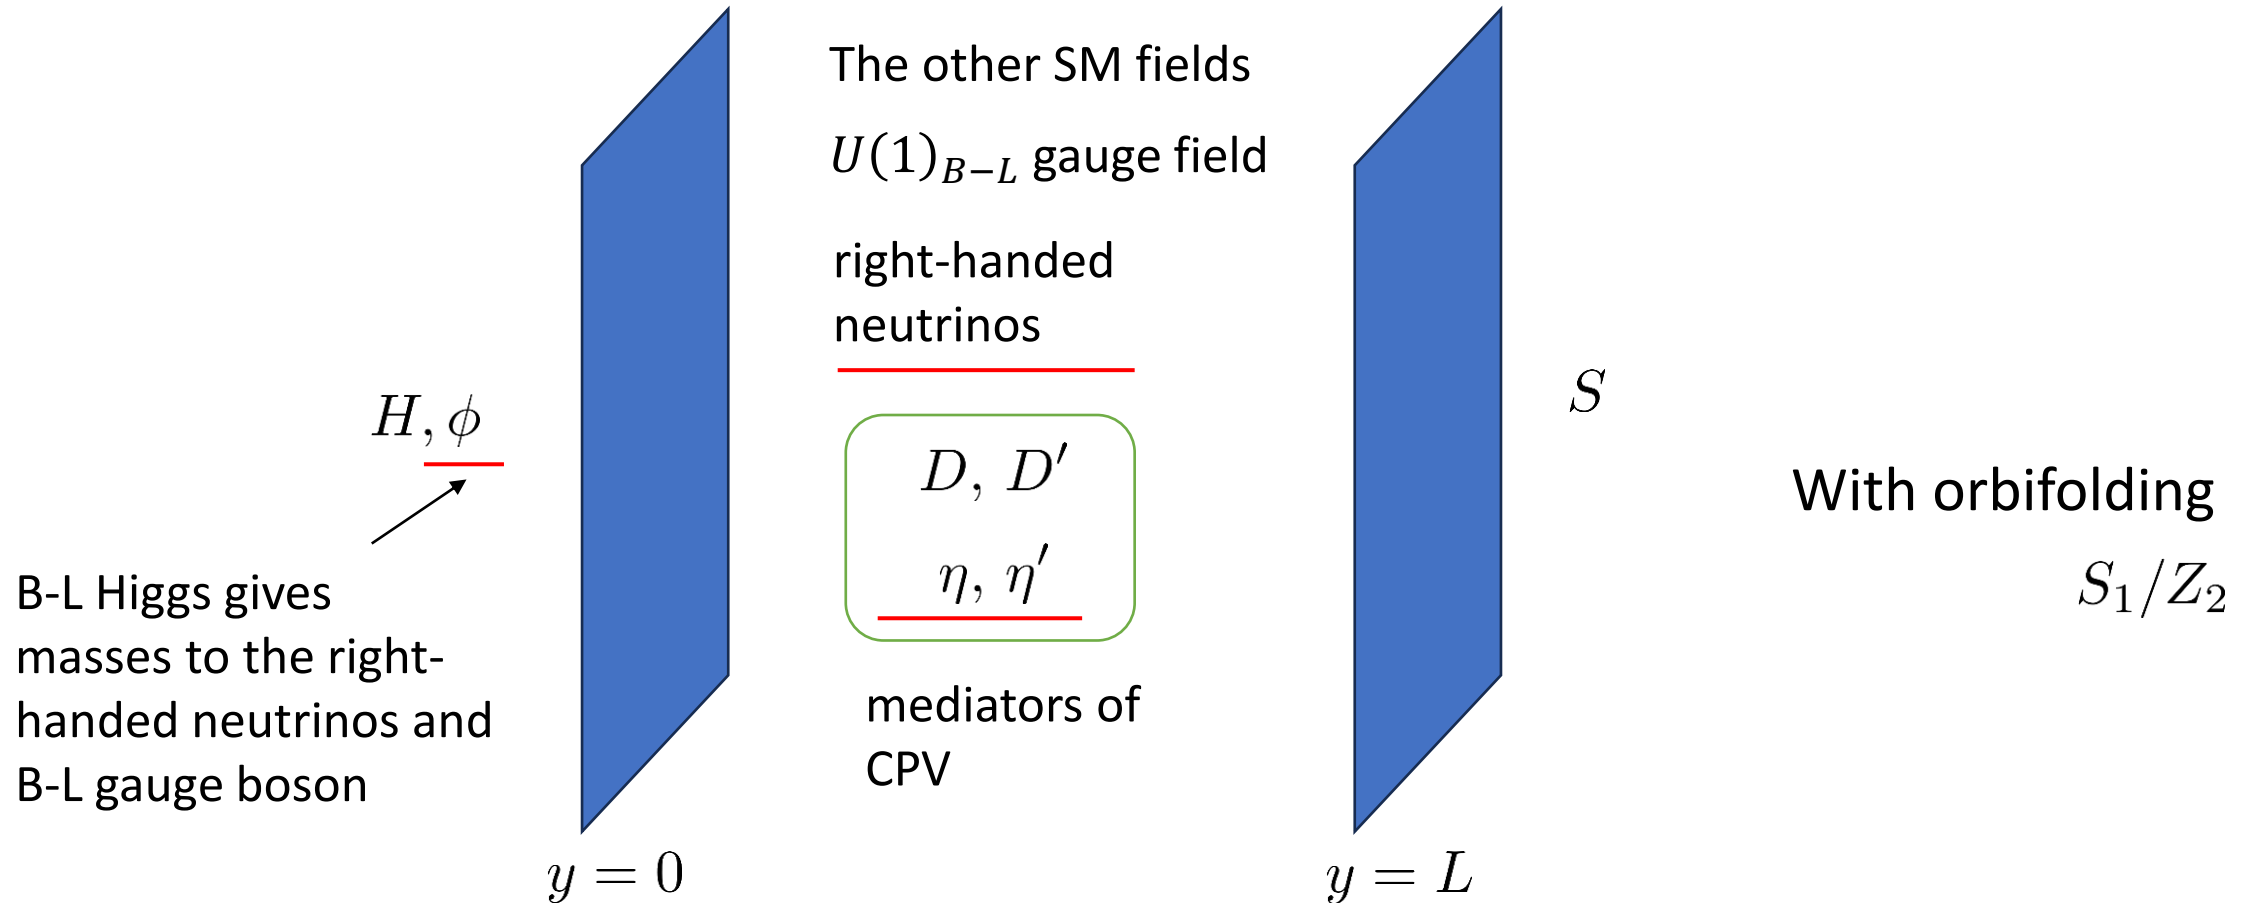 The other SM fields
U(1)_{B−L} gauge field
right-handed
neutrinos
H, ϕ
D, D′
η, η′
S
With orbifolding
S_1/Z_2
B-L Higgs gives
masses to the right-
handed neutrinos and
B-L gauge boson
mediators of
CPV
y = 0
y = L